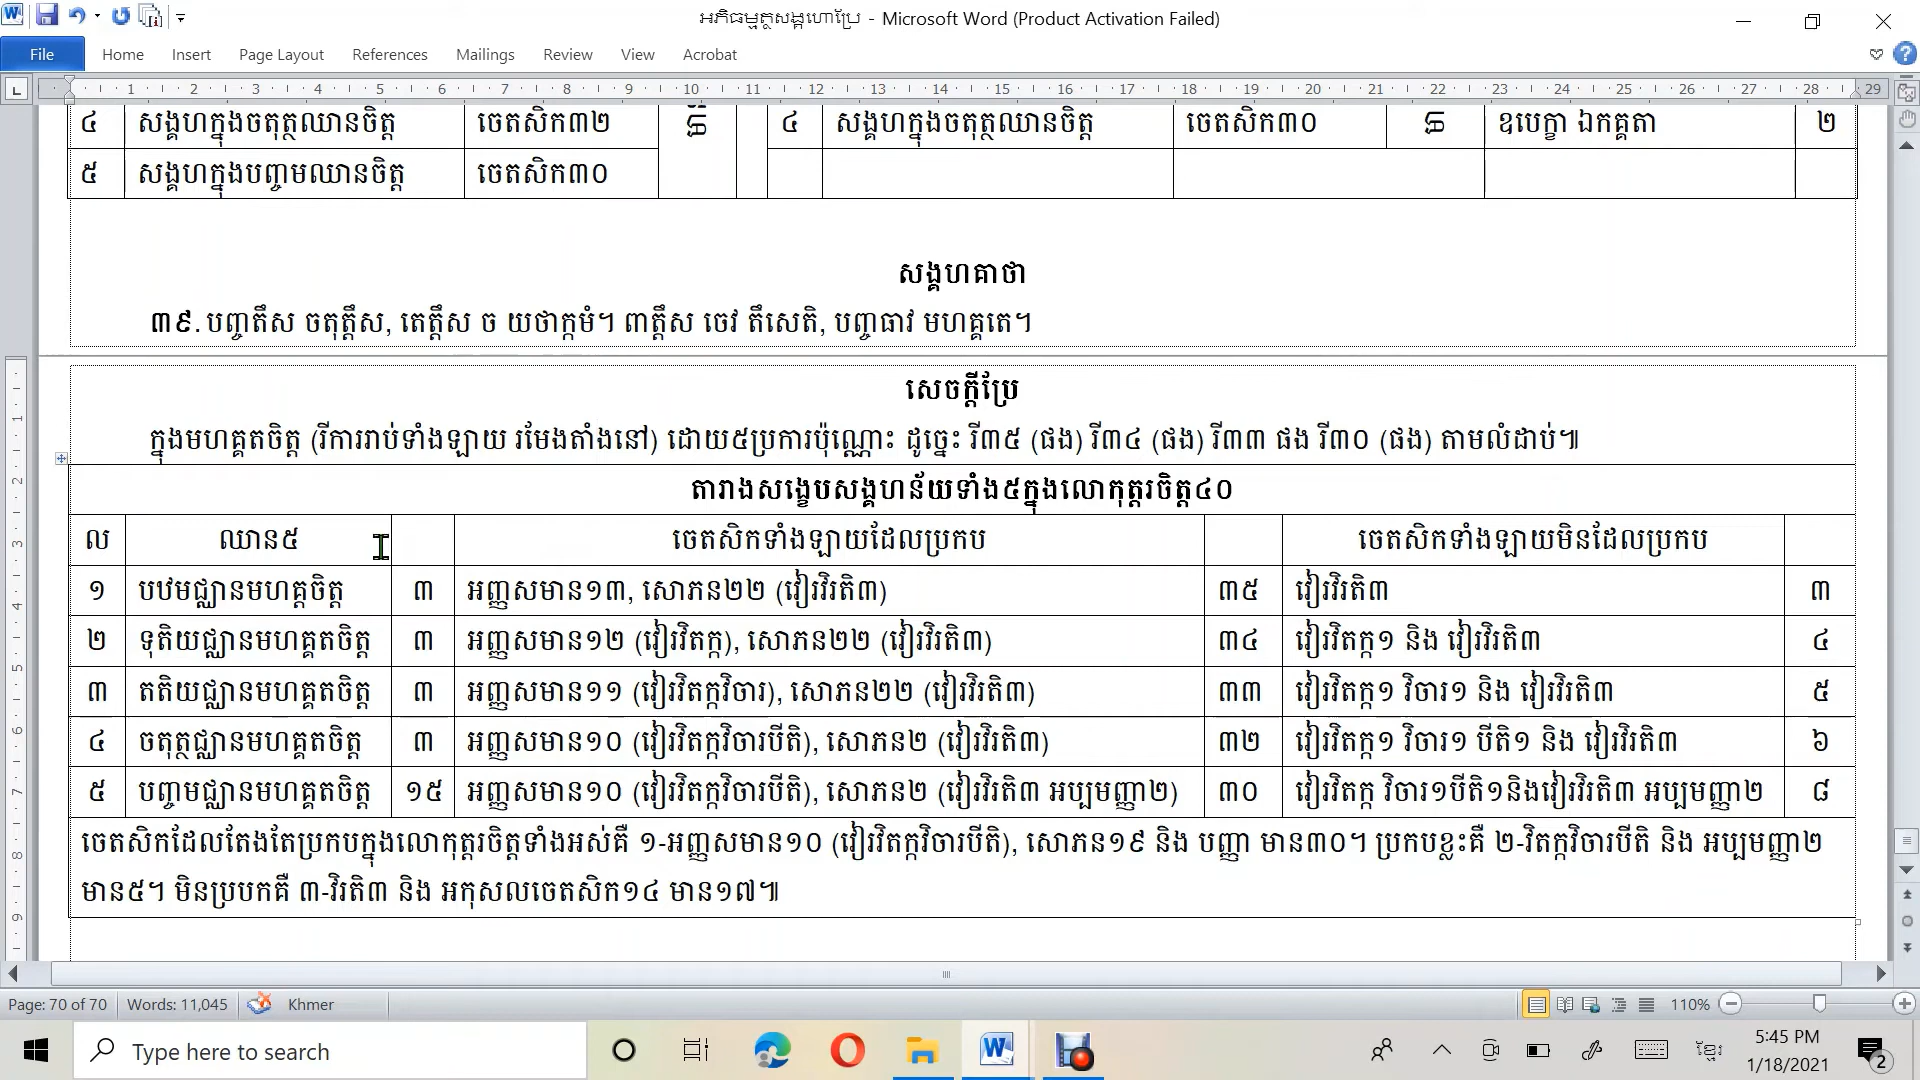 អភិធម្មត្ថសង្គហោប្រែ - Microsoft Word (Product Activation Failed)
File Home Insert Page Layout References Mailings Review View Acrobat
1 2 3 4 5 6 7 8 9 10 11 12 13 14 15 16 17 18 19 20 21 22 23 24 25 26 27 28 29
៤ សង្គហក្នុងចតុត្ថឈានចិត្ត ចេតសិក៣២ ៤ សង្គហក្នុងចតុត្ថឈានចិត្ត ចេតសិក៣០ ឧបេក្ខា ឯកគ្គតា ២
៥ សង្គហក្នុងបញ្ចមឈានចិត្ត ចេតសិក៣០
សង្គហគាថា
៣៩. បញ្ចតឹស ចតុត្តឹស, តេត្តឹស ច យថាក្កមំ។ ពាត្តឹស ចេវ តឹសេតិ, បញ្ចធាវ មហគ្គតេ។
សេចក្តីប្រែ
ក្នុងមហគ្គតចិត្ត (រីការរាប់ទាំងឡាយ រមែងតាំងនៅ) ដោយ៥ប្រការប៉ុណ្ណោះ ដូច្នេះ រី៣៥ (ផង) រី៣៤ (ផង) រី៣៣ ផង រី៣០ (ផង) តាមលំដាប់៕
តារាងសង្ខេបសង្គហន័យទាំង៥ក្នុងលោកុត្តរចិត្ត៤០
ល ឈាន៥ ចេតសិកទាំងឡាយដែលប្រកប ចេតសិកទាំងឡាយមិនដែលប្រកប
១ បឋមជ្ឈានមហគ្គចិត្ត ៣ អញ្ញសមាន១៣, សោភន២២ (វៀរវិរតិ៣) ៣៥ វៀរវិរតិ៣ ៣
២ ទុតិយជ្ឈានមហគ្គតចិត្ត ៣ អញ្ញសមាន១២ (វៀរវិតក្ក), សោភន២២ (វៀរវិរតិ៣) ៣៤ វៀរវិតក្ក១ និង វៀរវិរតិ៣ ៤
៣ តតិយជ្ឈានមហគ្គតចិត្ត ៣ អញ្ញសមាន១១ (វៀរវិតក្កវិចារ), សោភន២២ (វៀរវិរតិ៣) ៣៣ វៀរវិតក្ក១ វិចារ១ និង វៀរវិរតិ៣ ៥
៤ ចតុត្ថជ្ឈានមហគ្គតចិត្ត ៣ អញ្ញសមាន១០ (វៀរវិតក្កវិចារបីតិ), សោភន២ (វៀរវិរតិ៣) ៣២ វៀរវិតក្ក១ វិចារ១ បីតិ១ និង វៀរវិរតិ៣ ៦
៥ បញ្ចមជ្ឈានមហគ្គតចិត្ត ១៥ អញ្ញសមាន១០ (វៀរវិតក្កវិចារបីតិ), សោភន២ (វៀរវិរតិ៣ អប្បមញ្ញា២) ៣០ វៀរវិតក្ក វិចារ១បីតិ១និងវៀរវិរតិ៣ អប្បមញ្ញា២ ៨
ចេតសិកដែលតែងតែប្រកបក្នុងលោកុត្តរចិត្តទាំងអស់គឺ ១-អញ្ញសមាន១០ (វៀរវិតក្កវិចារបីតិ), សោភន១៩ និង បញ្ញា មាន៣០។ ប្រកបខ្លះគឺ ២-វិតក្កវិចារបីតិ និង អប្បមញ្ញា២
មាន៥។ មិនប្របកគឺ ៣-វិរតិ៣ និង អកុសលចេតសិក១៤ មាន១៧៕
Page: 70 of 70 Words: 11,045 Khmer 110%
Type here to search ខ្មែរ 5:45 PM
1/18/2021 2